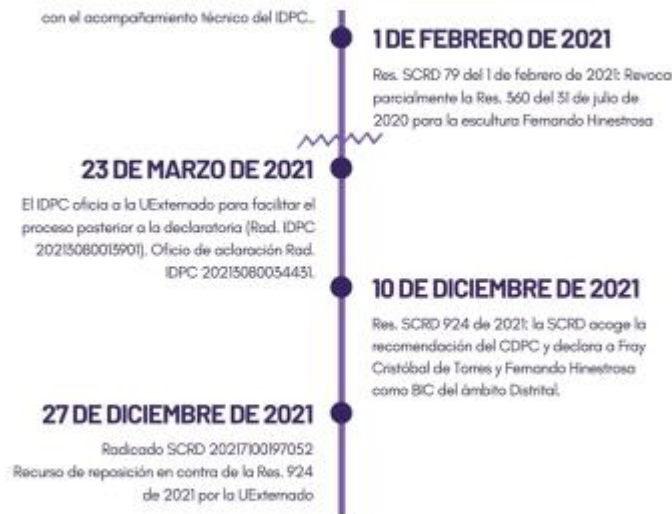 con el acompañamiento técnico del IDPC..
1 DE FEBRERO DE 2021
Res. SCRD 79 del 1 de febrero de 2021: Revoca
parcialmente la Res. 360 del 31 de julio de
2020 para la escultura Fernando Hinestrosa
23 DE MARZO DE 2021
El IDPC oficia a la UExternado para facilitar el
proceso posterior a la declaratoria (Rad. IDPC
20213080013901). Oficio de aclaración Rad.
IDPC 20213080034431.
10 DE DICIEMBRE DE 2021
Res. SCRD 924 de 2021: la SCRD acoge la
recomendación del CDPC y declara a Fray
Cristóbal de Torres y Fernando Hinestrosa
como BIC del ámbito Distrital.
27 DE DICIEMBRE DE 2021
Radicado SCRD 20217100197052
Recurso de reposición en contra de la Res. 924
de 2021 por la UExternado